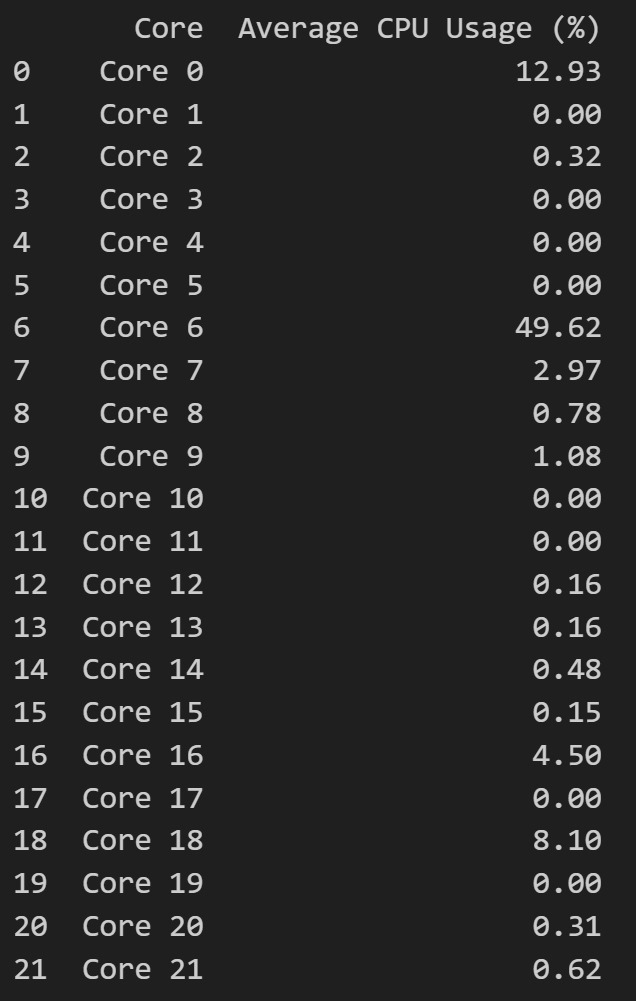 Core Average CPU Usage (%)
0 Core 0 12.93
1 Core 1 0.00
2 Core 2 0.32
3 Core 3 0.00
4 Core 4 0.00
5 Core 5 0.00
6 Core 6 49.62
7 Core 7 2.97
8 Core 8 0.78
9 Core 9 1.08
10 Core 10 0.00
11 Core 11 0.00
12 Core 12 0.16
13 Core 13 0.16
14 Core 14 0.48
15 Core 15 0.15
16 Core 16 4.50
17 Core 17 0.00
18 Core 18 8.10
19 Core 19 0.00
20 Core 20 0.31
21 Core 21 0.62